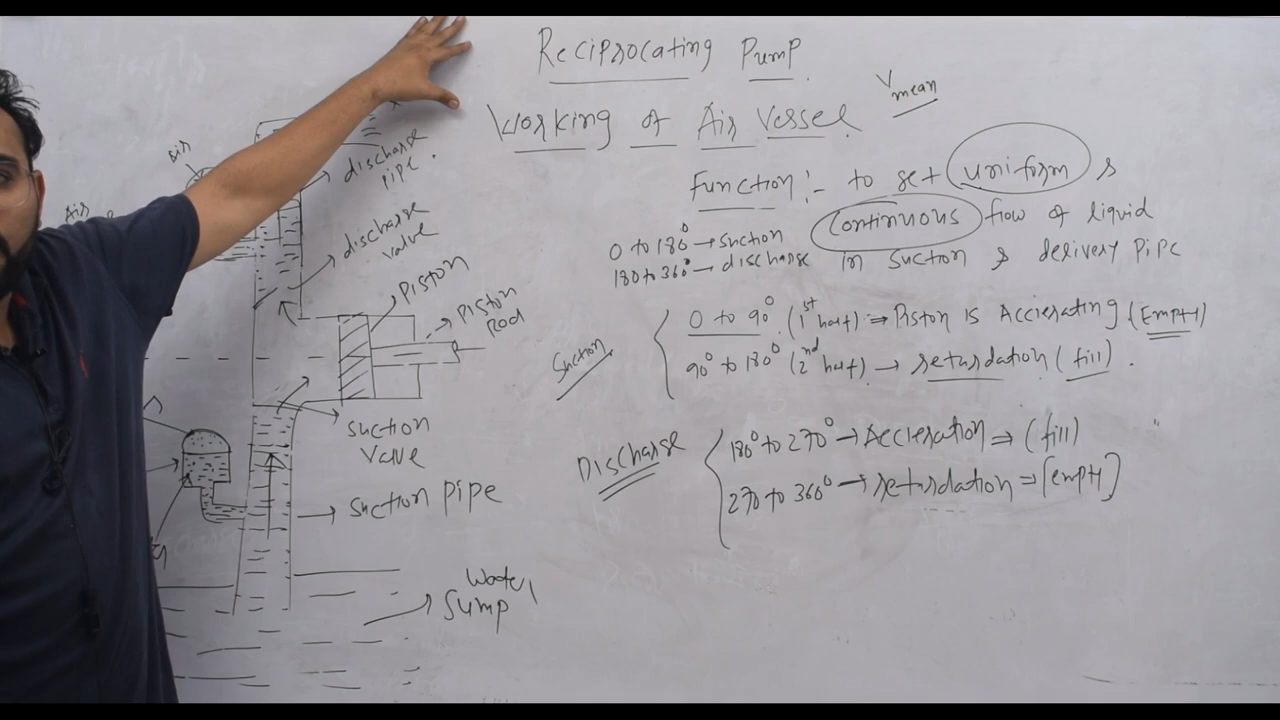 Reciprocating Pump
Working of Air Vessel
Vmean
Function:- to get uniform &
continuous flow of liquid
in suction & delivery pipe
0 to 180° → suction
180 to 360° → discharge
Suction
0 to 90° (1st half) ⇒ Piston is Acclerating (Empty)
90° to 180° (2nd half) → retardation (fill).
Discharge
180° to 270° → Accleration ⇒ (fill)
270 to 360° → retardation ⇒ [empty]
Air
discharge pipe.
Air
discharge valve
Piston
Piston Rod
suction valve
suction pipe
Water
Sump